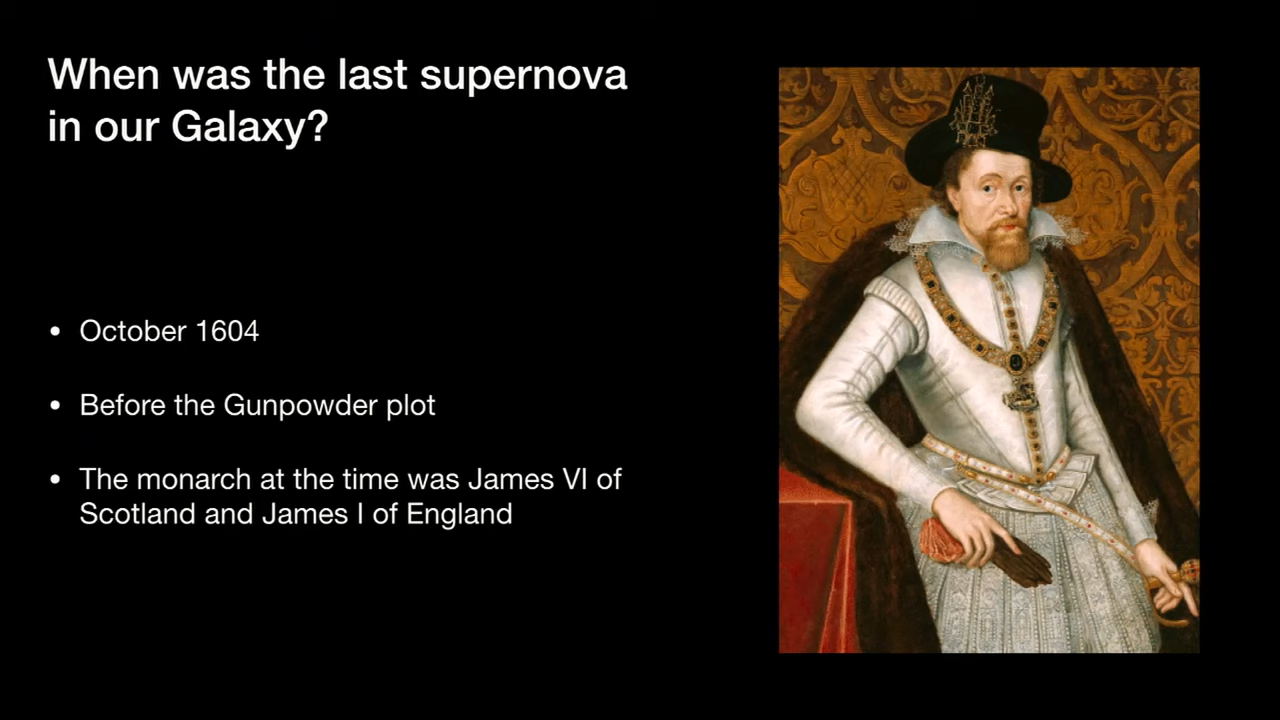 When was the last supernova
in our Galaxy?
• October 1604
• Before the Gunpowder plot
• The monarch at the time was James VI of
Scotland and James I of England